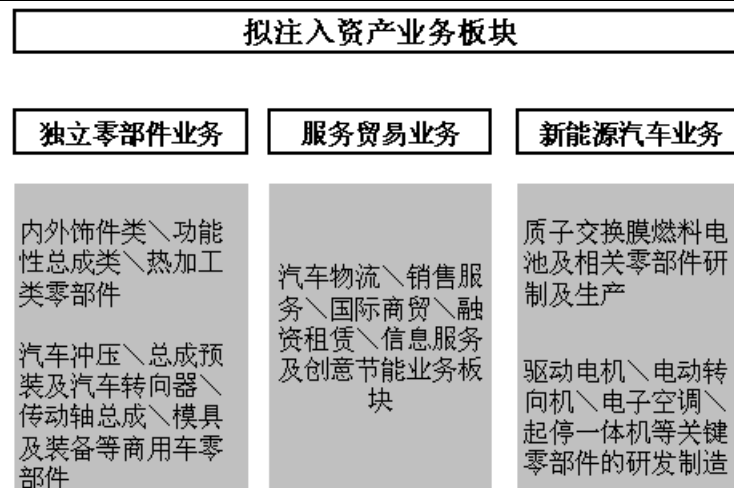 拟注入资产业务板块
独立零部件业务
服务贸易业务
新能源汽车业务
内外饰件类＼功能
性总成类＼热加工
类零部件
汽车冲压＼总成预
装及汽车转向器＼
传动轴总成＼模具
及装备等商用车零
部件
汽车物流＼销售服
务＼国际商贸＼融
资租赁＼信息服务
及创意节能业务板
块
质子交换膜燃料电
池及相关零部件研
制及生产
驱动电机＼电动转
向机＼电子空调＼
起停一体机等关键
零部件的研发制造